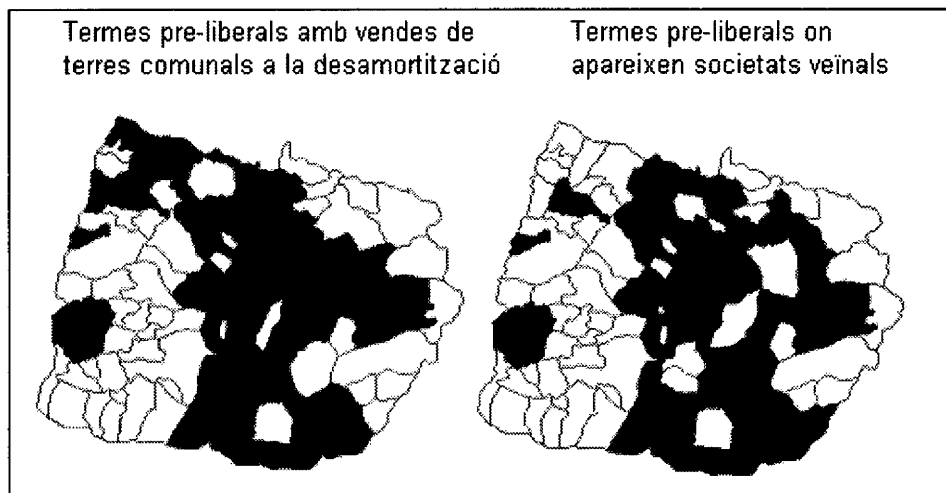 Termes pre-liberals amb vendes de
terres comunals a la desamortització
Termes pre-liberals on
apareixen societats veïnals